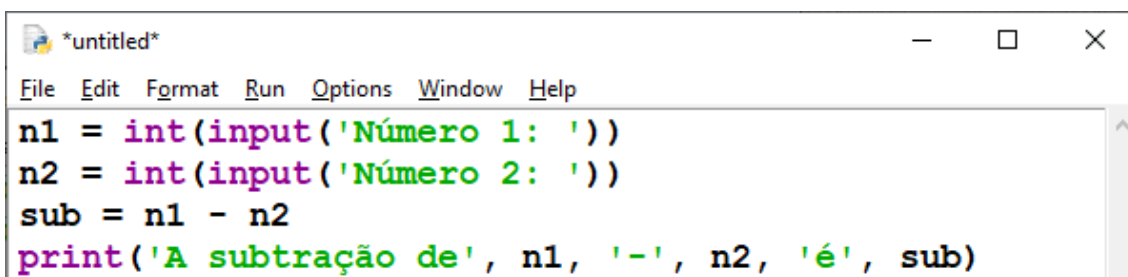 *untitled*
File Edit Format Run Options Window Help
n1 = int(input('Número 1: '))
n2 = int(input('Número 2: '))
sub = n1 - n2
print('A subtração de', n1, '-', n2, 'é', sub)